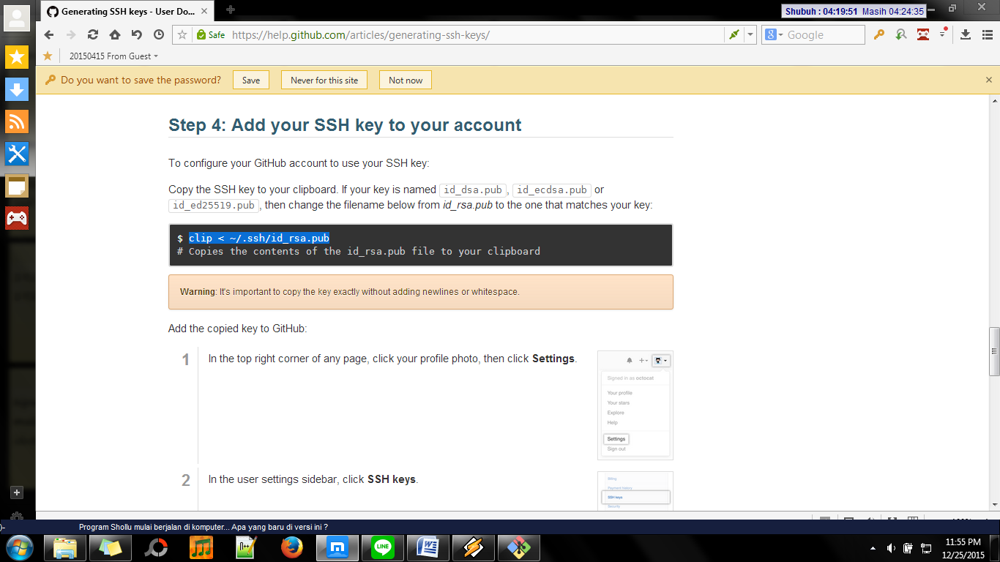 Generating SSH keys - User Do...
Shubuh : 04:19:51 Masih 04:24:35
Safe https://help.github.com/articles/generating-ssh-keys/
Google
20150415 From Guest
Do you want to save the password? Save Never for this site Not now
Step 4: Add your SSH key to your account
To configure your GitHub account to use your SSH key:
Copy the SSH key to your clipboard. If your key is named id_dsa.pub, id_ecdsa.pub or
id_ed25519.pub, then change the filename below from id_rsa.pub to the one that matches your key:
$ clip < ~/.ssh/id_rsa.pub
# Copies the contents of the id_rsa.pub file to your clipboard
Warning: It's important to copy the key exactly without adding newlines or whitespace.
Add the copied key to GitHub:
1 In the top right corner of any page, click your profile photo, then click Settings.
Signed in as octocat
Your profile
Your stars
Explore
Help
Settings
Sign out
2 In the user settings sidebar, click SSH keys.
Billing
Payment history
SSH keys
Security
)- Program Shollu mulai berjalan di komputer... Apa yang baru di versi ini ?
LINE
11:55 PM
12/25/2015